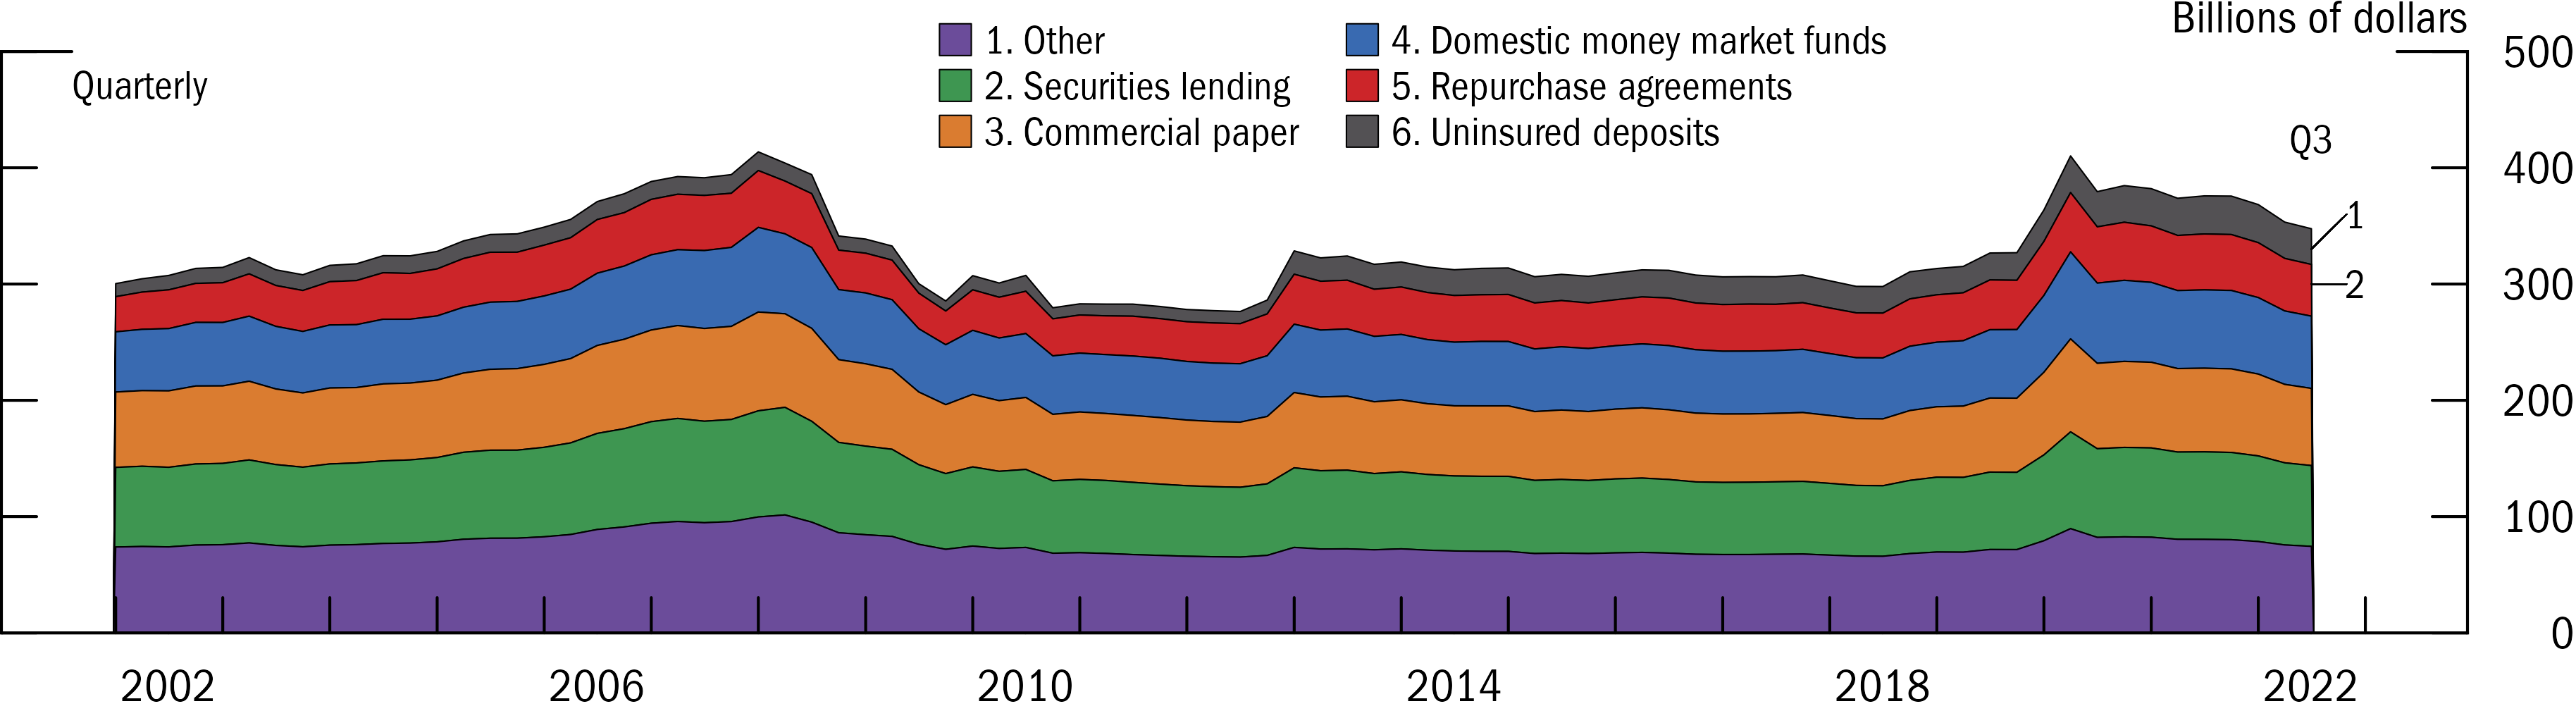 Billions of dollars
1. Other
2. Securities lending
3. Commercial paper
4. Domestic money market funds
5. Repurchase agreements
6. Uninsured deposits
Quarterly
Q3
1
2
500
400
300
200
100
0
2002
2006
2010
2014
2018
2022